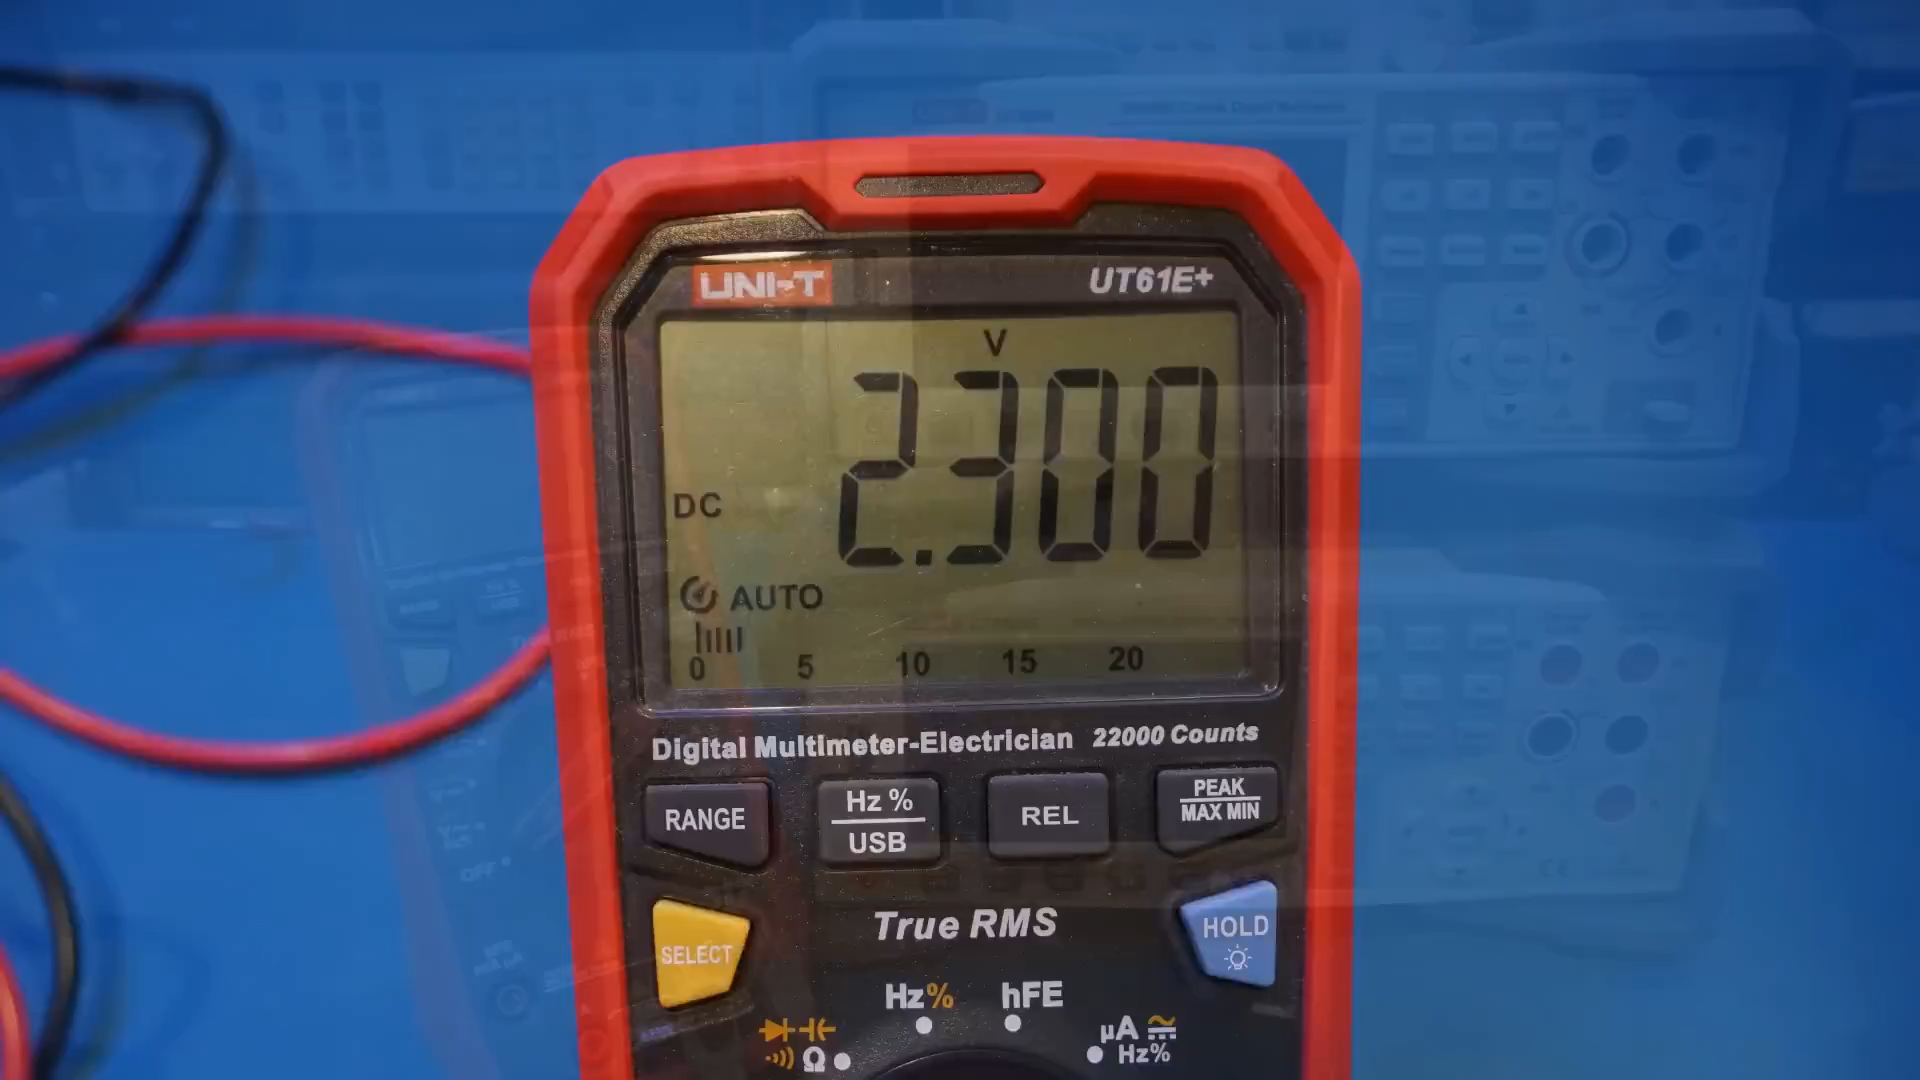 UNI-T
UT61E+
V
2.300
DC
AUTO
0 5 10 15 20
Digital Multimeter-Electrician 22000 Counts
RANGE
Hz %
USB
REL
PEAK
MAX MIN
SELECT
True RMS
HOLD
Hz%
hFE
Ω
µA
Hz%
OFF